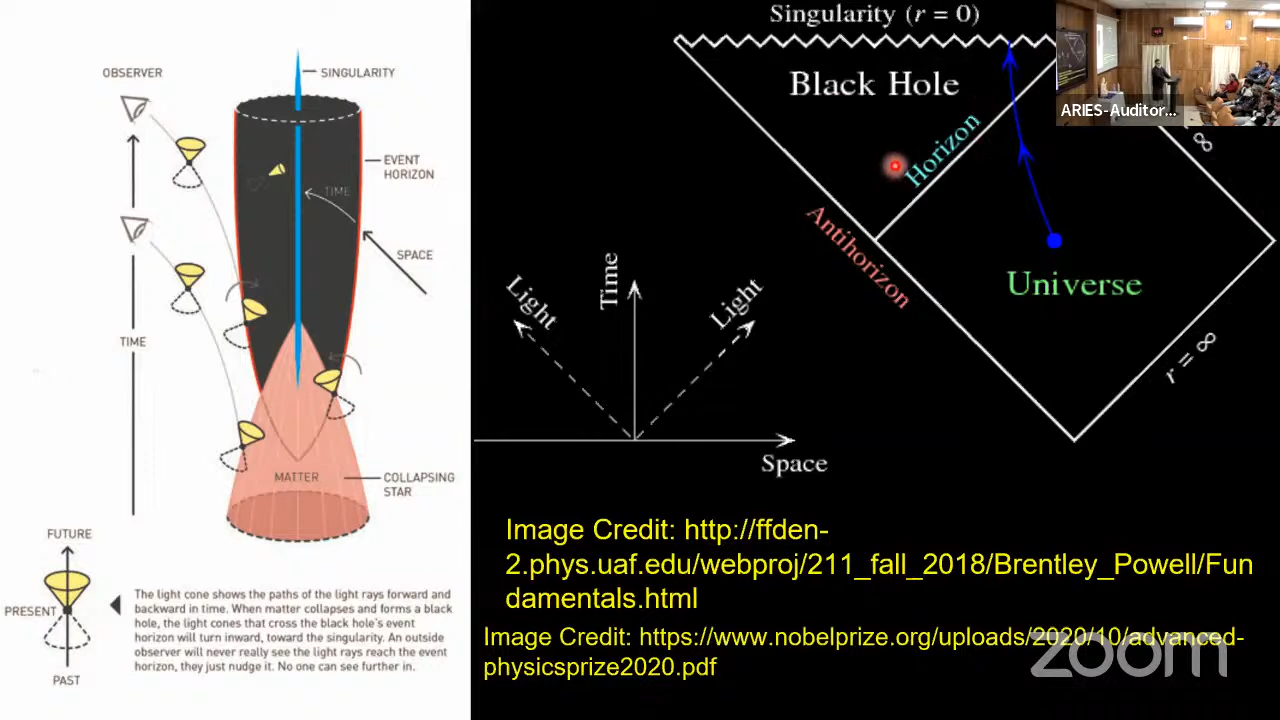 OBSERVER
SINGULARITY
EVENT
HORIZON
TIME
SPACE
TIME
MATTER
COLLAPSING
STAR
FUTURE
PRESENT
PAST
The light cone shows the paths of the light rays forward and
backward in time. When matter collapses and forms a black
hole, the light cones that cross the black hole's event
horizon will turn inward, toward the singularity. An outside
observer will never really see the light rays reach the event
horizon, they just nudge it. No one can see further in.
Singularity (r = 0)
Black Hole
Horizon
Antihorizon
Universe
∞
r = ∞
Time
Light
Light
Space
Image Credit: http://ffden-
2.phys.uaf.edu/webproj/211_fall_2018/Brentley_Powell/Fun
damentals.html
Image Credit: https://www.nobelprize.org/uploads/2020/10/advanced-
physicsprize2020.pdf
ARIES-Auditor...
zoom